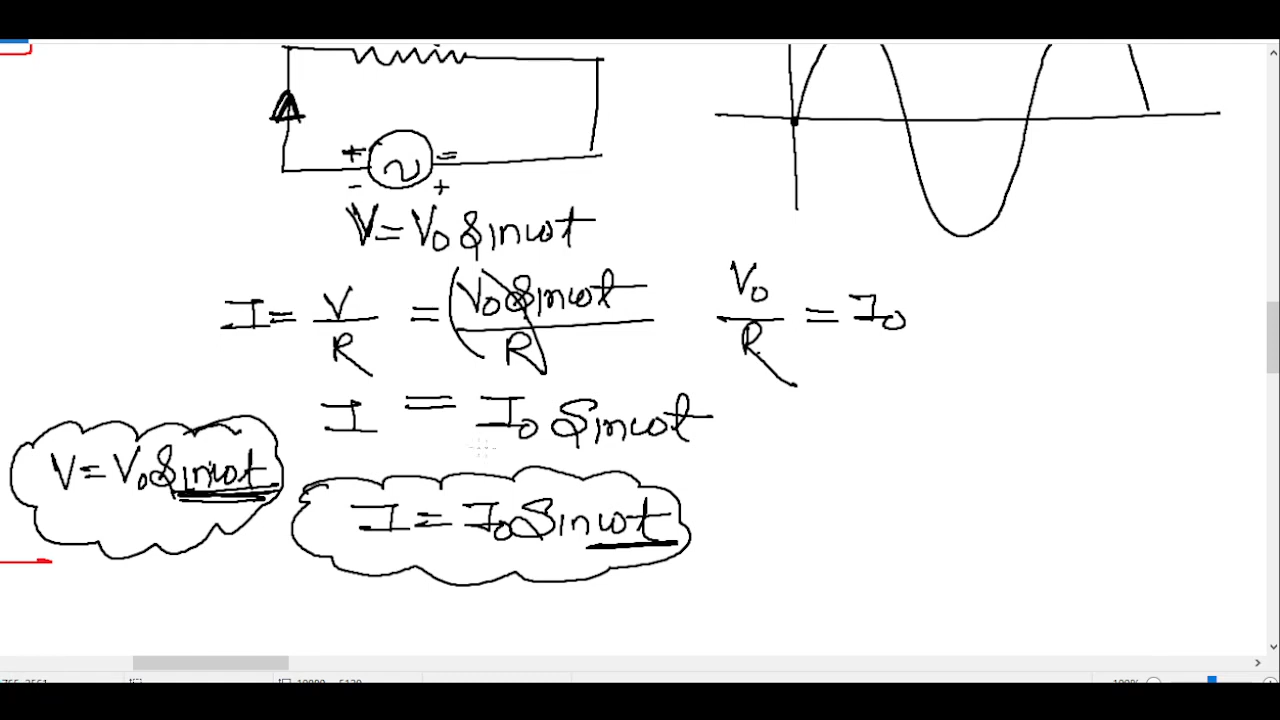 + =
- +
V = V₀ Sinωt
I = V/R = (V₀ Sinωt/R V₀/R = I₀
I = I₀ Sinωt
V = V₀ Sinωt
I = I₀ Sinωt